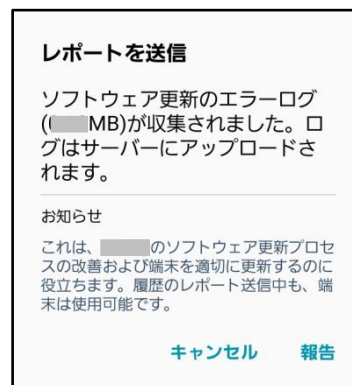 レポートを送信
ソフトウェア更新のエラーログ
( MB)が収集されました。ロ
グはサーバーにアップロードさ
れます。
お知らせ
これは、 のソフトウェア更新プロセ
スの改善および端末を適切に更新するのに
役立ちます。履歴のレポート送信中も、端
末は使用可能です。
キャンセル 報告